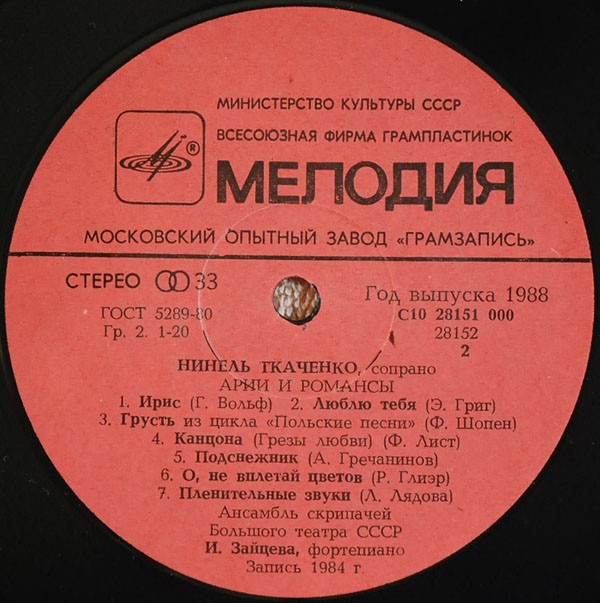 МИНИСТЕРСТВО КУЛЬТУРЫ СССР
ВСЕСОЮЗНАЯ ФИРМА ГРАМПЛАСТИНОК
®
МЕЛОДИЯ
МОСКОВСКИЙ ОПЫТНЫЙ ЗАВОД «ГРАМЗАПИСЬ»
СТЕРЕО 33
Год выпуска 1988
ГОСТ 5289-80
С10 28151 000
Гр. 2. 1-20
28152
2
НИНЕЛЬ ТКАЧЕНКО, сопрано
АРИИ И РОМАНСЫ
1. Ирис (Г. Вольф) 2. Люблю тебя (Э. Григ)
3. Грусть из цикла «Польские песни» (Ф. Шопен)
4. Канцона (Грезы любви) (Ф. Лист)
5. Подснежник (А. Гречанинов)
6. О, не вплетай цветов (Р. Глиэр)
7. Пленительные звуки (Л. Лядова)
Ансамбль скрипачей
Большого театра СССР
И. Зайцева, фортепиано
Запись 1984 г.